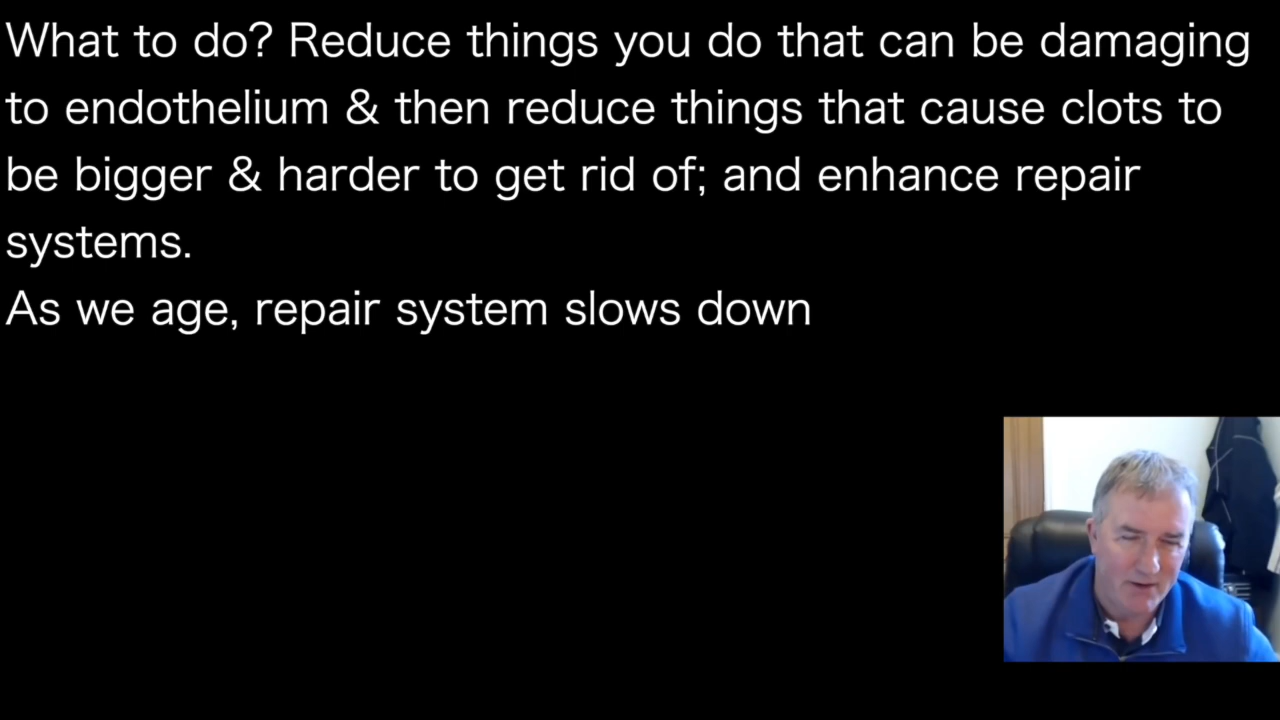 What to do? Reduce things you do that can be damaging
to endothelium & then reduce things that cause clots to
be bigger & harder to get rid of; and enhance repair
systems.
As we age, repair system slows down